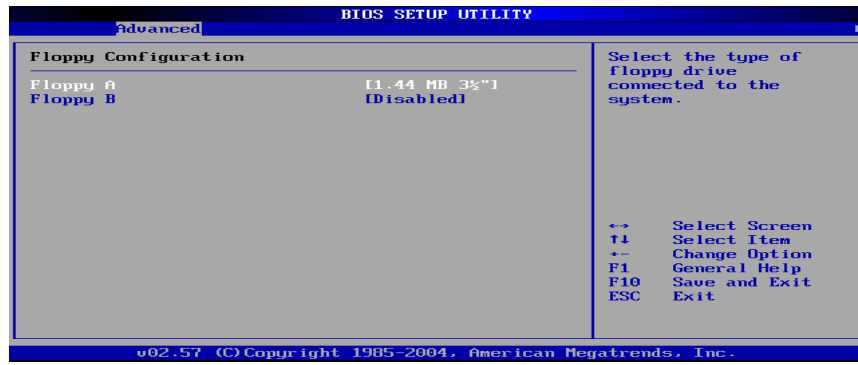 BIOS SETUP UTILITY
Advanced
Floppy Configuration
Floppy A [1.44 MB 3½"]
Floppy B [Disabled]
Select the type of
floppy drive
connected to the
system.
↔ Select Screen
↑↓ Select Item
+- Change Option
F1 General Help
F10 Save and Exit
ESC Exit
v02.57 (C)Copyright 1985-2004, American Megatrends, Inc.